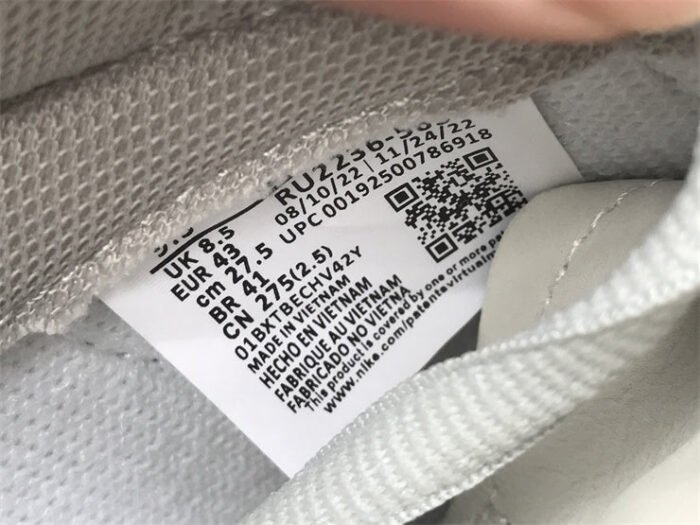 UK 8.5
EUR 43
cm 27.5
BR 41
CN 275(2.5)
RU2236-
08/10/22 | 11/24/22
UPC 00192500786918
01BXTBECHV42Y
MADE IN VIETNAM
HECHO EN VIETNAM
FABRIQUE AU VIETNAM
FABRICADO NO VIETNA
This product is covered by one or more
www.nike.com/patents